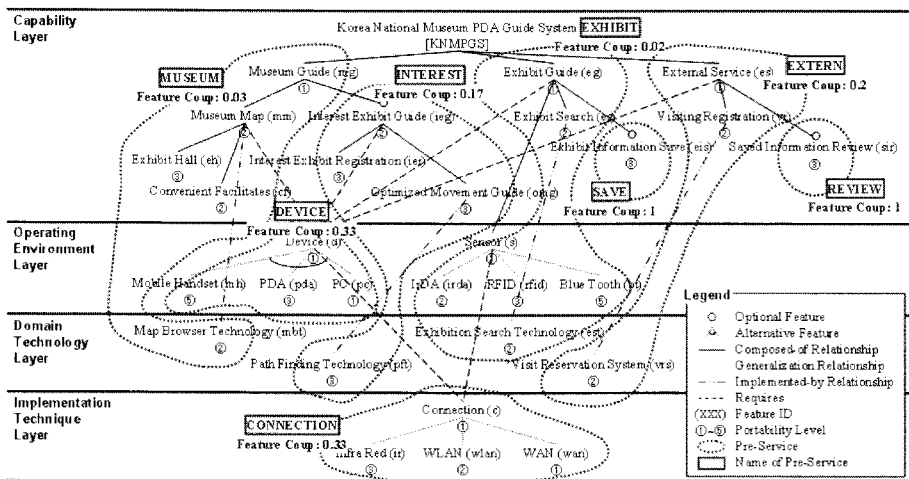 Capability
Layer
Korea National Museum PDA Guide System
[KNMPGS]
EXHIBIT
Feature Coup: 0.02
MUSEUM
Feature Coup: 0.03
Museum Guide (mg)
①
INTEREST
Feature Coup: 0.17
Exhibit Guide (eg)
①
External Service (es)
①
EXTERN
Feature Coup: 0.2
Museum Map (mm)
②
Interest Exhibit Guide (ieg)
Exhibit Search (es)
②
Visiting Registration (vr)
②
Exhibit Hall (eh)
②
Interest Exhibit Registration (ier)
③
Exhibit Information Save (eis)
③
Saved Information Review (sir)
③
Convenient Facilitates (cf)
②
Optimized Movement Guide (omg)
③
SAVE
Feature Coup: 1
REVIEW
Feature Coup: 1
DEVICE
Feature Coup: 0.33
Operating
Environment
Layer
Device (d)
①
Sensor (s)
Mobile Handset (mh)
⑤
PDA (pda)
③
PC (pc)
①
IrDA (irda)
②
RFID (rfid)
③
Blue Tooth (bt)
⑤
Domain
Technology
Layer
Map Browser Technology (mbt)
②
Exhibition Search Technology (est)
②
Path Finding Technology (pft)
③
Visit Reservation System (vrs)
②
Implementation
Technique
Layer
CONNECTION
Feature Coup: 0.33
Connection (c)
①
Infra Red (ir)
③
WLAN (wlan)
②
WAN (wan)
①
Legend
Optional Feature
Alternative Feature
Composed-of Relationship
Generalization Relationship
Implemented-by Relationship
Requires
(XXX) Feature ID
①~⑤ Portability Level
Pre-Service
Name of Pre-Service